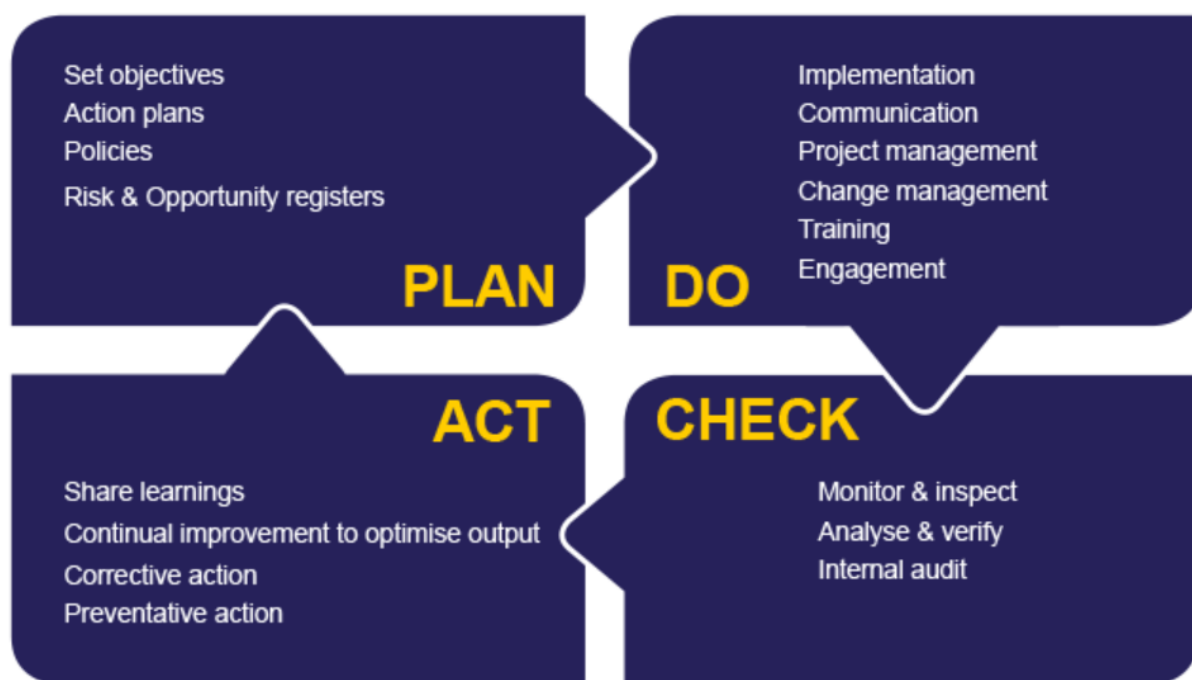 Set objectives
Action plans
Policies
Risk & Opportunity registers
PLAN
Implementation
Communication
Project management
Change management
Training
Engagement
DO
CHECK
Monitor & inspect
Analyse & verify
Internal audit
ACT
Share learnings
Continual improvement to optimise output
Corrective action
Preventative action